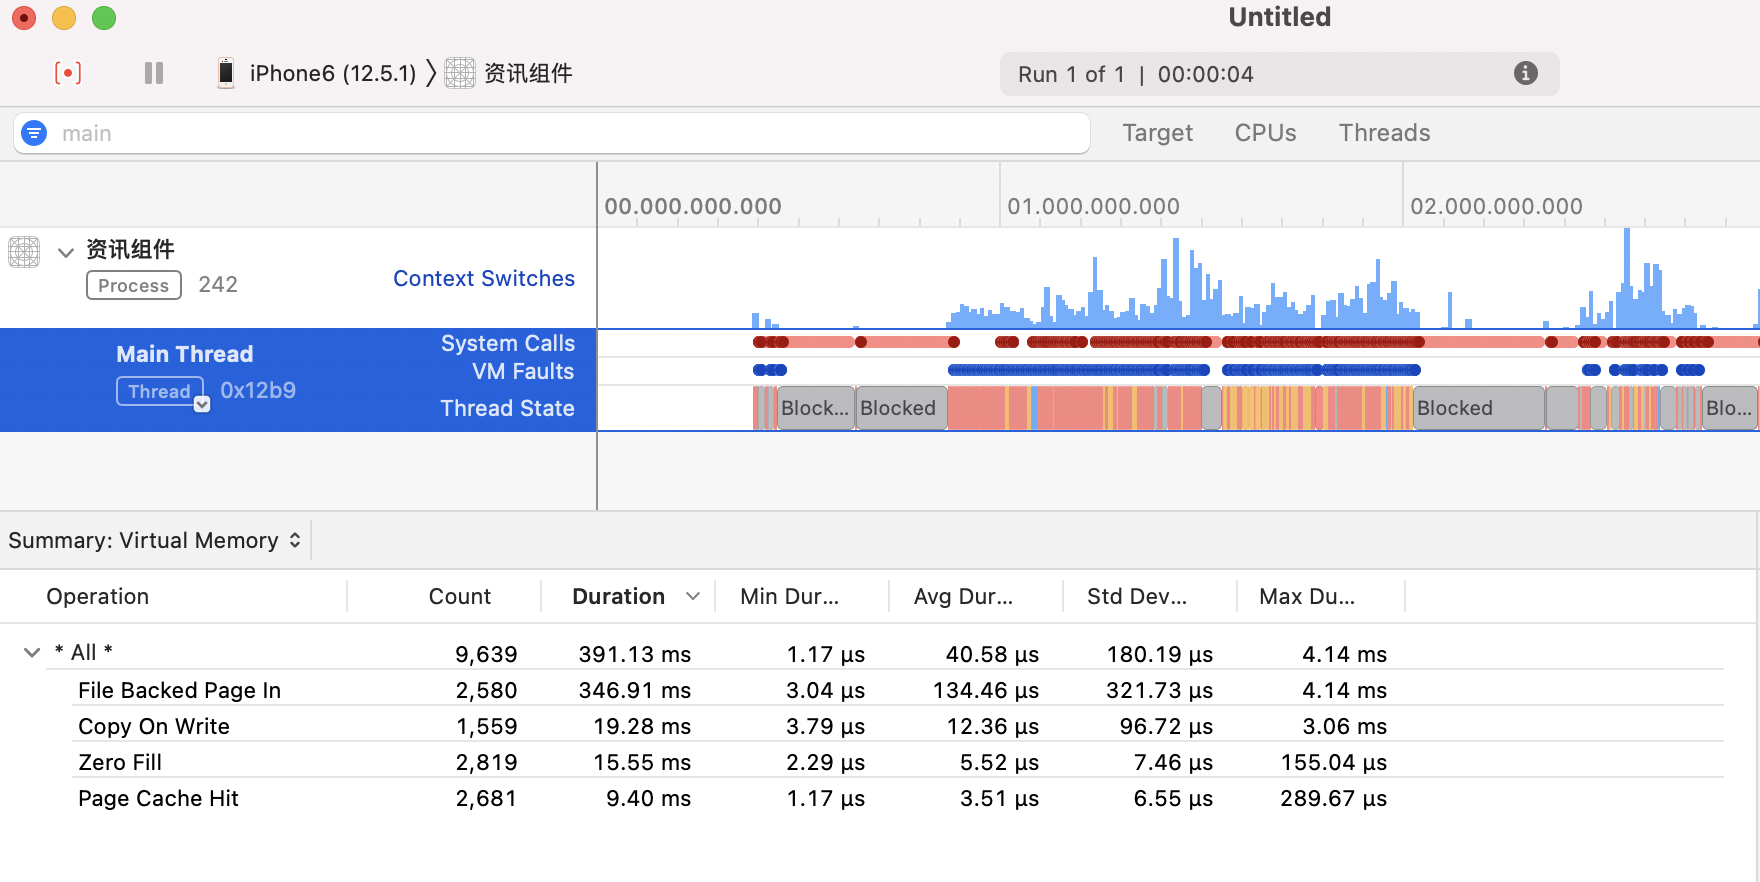 Untitled
iPhone6 (12.5.1) 资讯组件
Run 1 of 1 | 00:00:04
main
Target CPUs Threads
00.000.000.000 01.000.000.000 02.000.000.000
资讯组件
Process 242
Context Switches
Main Thread
Thread 0x12b9
System Calls
VM Faults
Thread State
Block... Blocked Blocked Blo...
Summary: Virtual Memory
Operation Count Duration Min Dur... Avg Dur... Std Dev... Max Du...
* All * 9,639 391.13 ms 1.17 µs 40.58 µs 180.19 µs 4.14 ms
File Backed Page In 2,580 346.91 ms 3.04 µs 134.46 µs 321.73 µs 4.14 ms
Copy On Write 1,559 19.28 ms 3.79 µs 12.36 µs 96.72 µs 3.06 ms
Zero Fill 2,819 15.55 ms 2.29 µs 5.52 µs 7.46 µs 155.04 µs
Page Cache Hit 2,681 9.40 ms 1.17 µs 3.51 µs 6.55 µs 289.67 µs